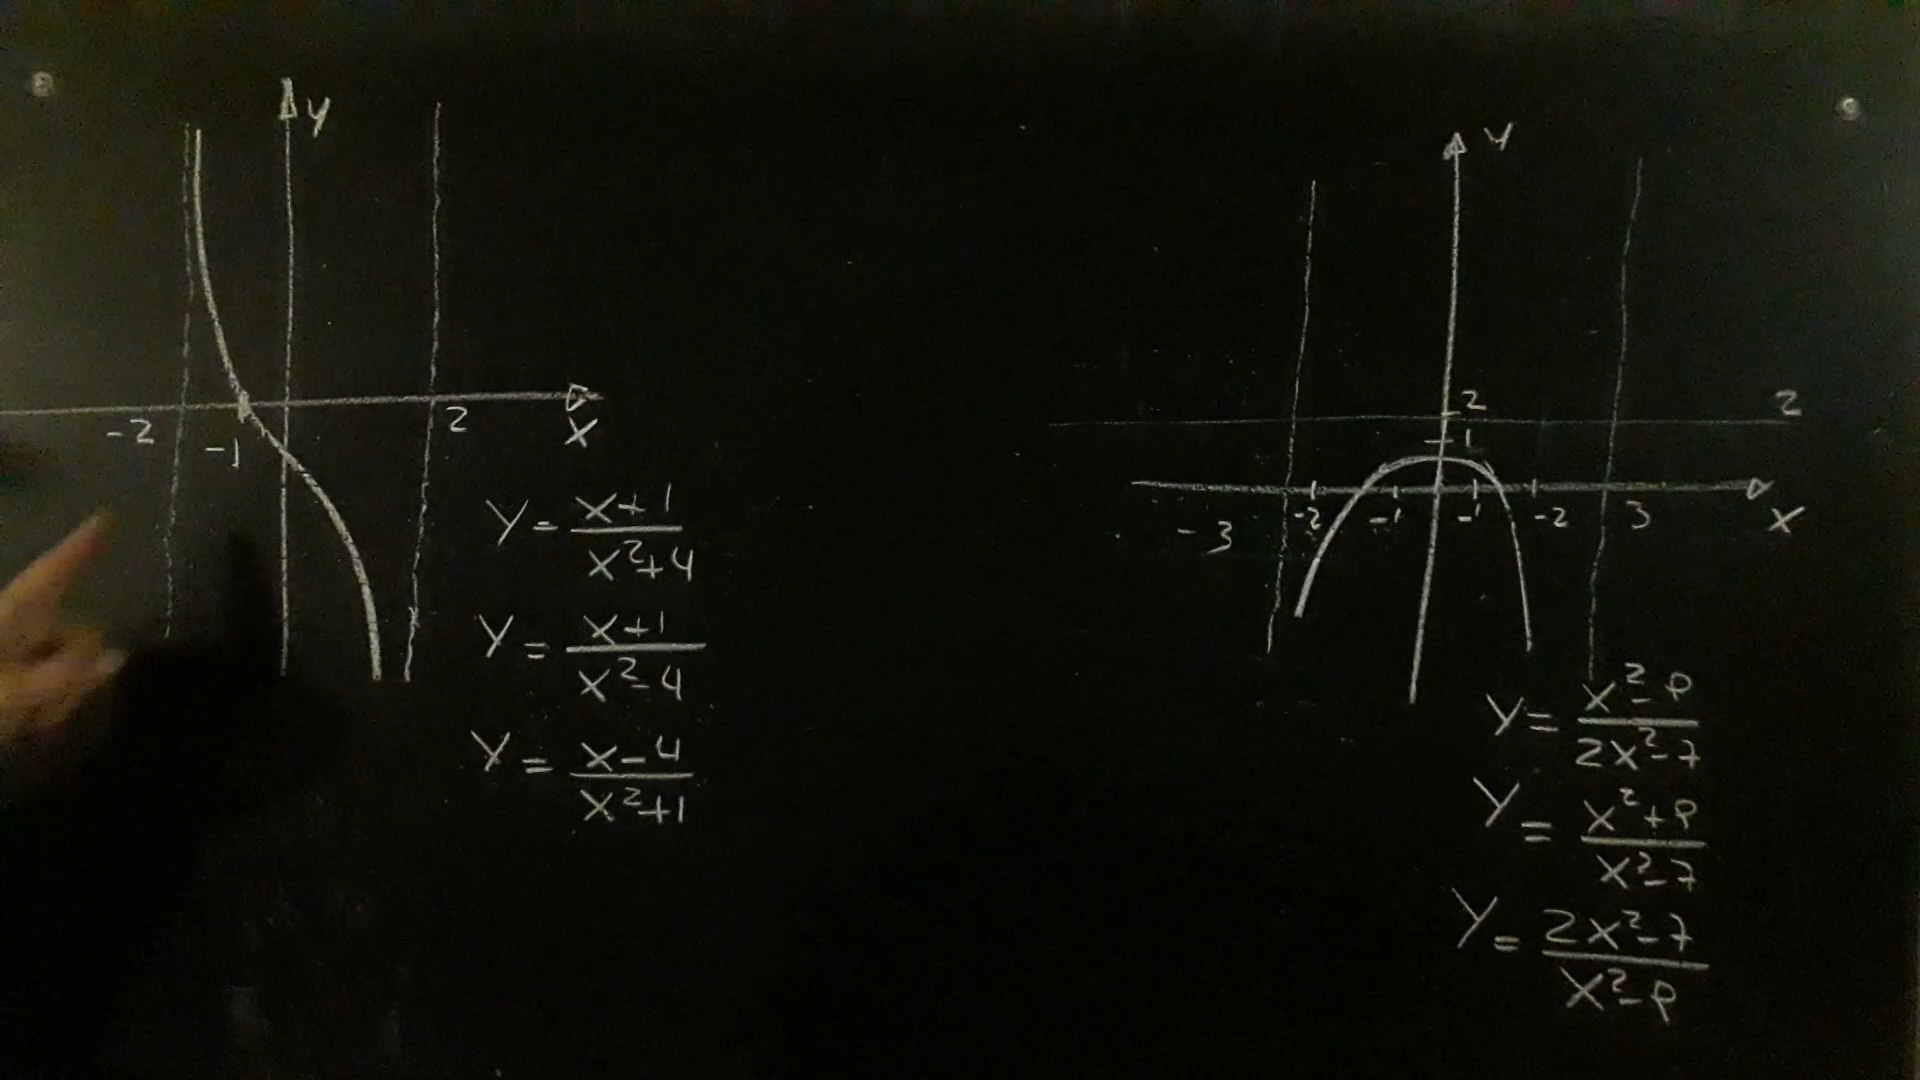 y
-2
-1
2
x
y = x+1 / x²+4
y = x+1 / x²-4
y = x-4 / x²+1
y
2
2
-1
-3
-2
-1
-1
-2
3
x
y = x²-9 / 2x²-7
y = x²+9 / x²-7
y = 2x²-7 / x²-9